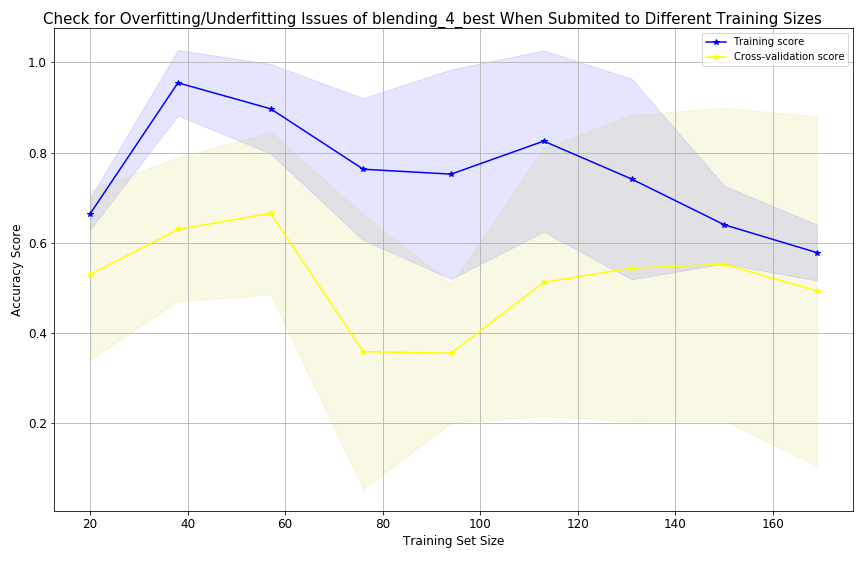 Check for Overfitting/Underfitting Issues of blending_4_best When Submited to Different Training Sizes
Training score
Cross-validation score
1.0
0.8
0.6
0.4
0.2
Accuracy Score
20 40 60 80 100 120 140 160
Training Set Size